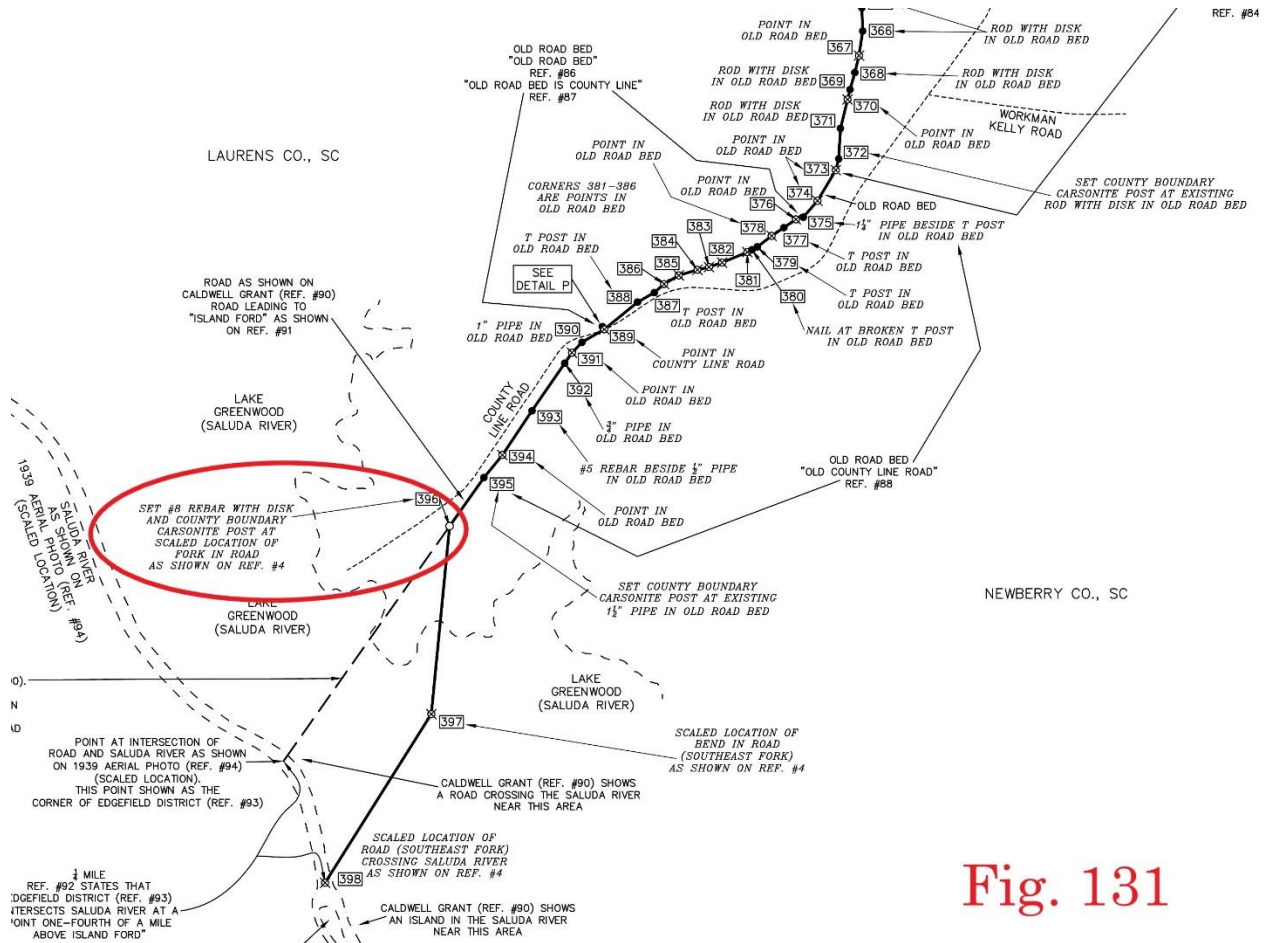 REF. #84
POINT IN
OLD ROAD BED
366
ROD WITH DISK
IN OLD ROAD BED
367
OLD ROAD BED
"OLD ROAD BED"
REF. #86
"OLD ROAD BED IS COUNTY LINE"
REF. #87
ROD WITH DISK
IN OLD ROAD BED
369
368
ROD WITH DISK
IN OLD ROAD BED
ROD WITH DISK
IN OLD ROAD BED
371
370
WORKMAN
KELLY ROAD
POINT IN
OLD ROAD BED
LAURENS CO., SC
POINT IN
OLD ROAD BED
POINT IN
OLD ROAD BED
372
373
POINT IN
OLD ROAD BED
374
SET COUNTY BOUNDARY
CARSONITE POST AT EXISTING
ROD WITH DISK IN OLD ROAD BED
CORNERS 381-386
ARE POINTS IN
OLD ROAD BED
376
OLD ROAD BED
375
1¼" PIPE BESIDE T POST
IN OLD ROAD BED
378
377
383
384
382
T POST IN
OLD ROAD BED
T POST IN
OLD ROAD BED
385
381
379
386
SEE
DETAIL P
380
T POST IN
OLD ROAD BED
388
387
T POST IN
OLD ROAD BED
NAIL AT BROKEN T POST
IN OLD ROAD BED
ROAD AS SHOWN ON
CALDWELL GRANT (REF. #90)
ROAD LEADING TO
"ISLAND FORD" AS SHOWN
ON REF. #91
1" PIPE IN
OLD ROAD BED
390
389
POINT IN
COUNTY LINE ROAD
391
POINT IN
OLD ROAD BED
392
¾" PIPE IN
OLD ROAD BED
LAKE
GREENWOOD
(SALUDA RIVER)
COUNTY
LINE ROAD
393
#5 REBAR BESIDE ½" PIPE
IN OLD ROAD BED
394
OLD ROAD BED
"OLD COUNTY LINE ROAD"
REF. #88
395
POINT IN
OLD ROAD BED
1939 AERIAL PHOTO (REF. #94)
(SCALED LOCATION)
SALUDA RIVER
AS SHOWN ON
396
SET #8 REBAR WITH DISK
AND COUNTY BOUNDARY
CARSONITE POST AT
SCALED LOCATION OF
FORK IN ROAD
AS SHOWN ON REF. #4
SET COUNTY BOUNDARY
CARSONITE POST AT EXISTING
1½" PIPE IN OLD ROAD BED
NEWBERRY CO., SC
LAKE
GREENWOOD
(SALUDA RIVER)
LAKE
GREENWOOD
(SALUDA RIVER)
397
SCALED LOCATION OF
BEND IN ROAD
(SOUTHEAST FORK)
AS SHOWN ON REF. #4
POINT AT INTERSECTION OF
ROAD AND SALUDA RIVER AS SHOWN
ON 1939 AERIAL PHOTO (REF. #94)
(SCALED LOCATION).
THIS POINT SHOWN AS THE
CORNER OF EDGEFIELD DISTRICT (REF. #93)
CALDWELL GRANT (REF. #90) SHOWS
A ROAD CROSSING THE SALUDA RIVER
NEAR THIS AREA
SCALED LOCATION OF
ROAD (SOUTHEAST FORK)
CROSSING SALUDA RIVER
AS SHOWN ON REF. #4
398
¼ MILE
REF. #92 STATES THAT
DGEFIELD DISTRICT (REF. #93)
NTERSECTS SALUDA RIVER AT A
POINT ONE-FOURTH OF A MILE
ABOVE ISLAND FORD"
CALDWELL GRANT (REF. #90) SHOWS
AN ISLAND IN THE SALUDA RIVER
NEAR THIS AREA
Fig. 131